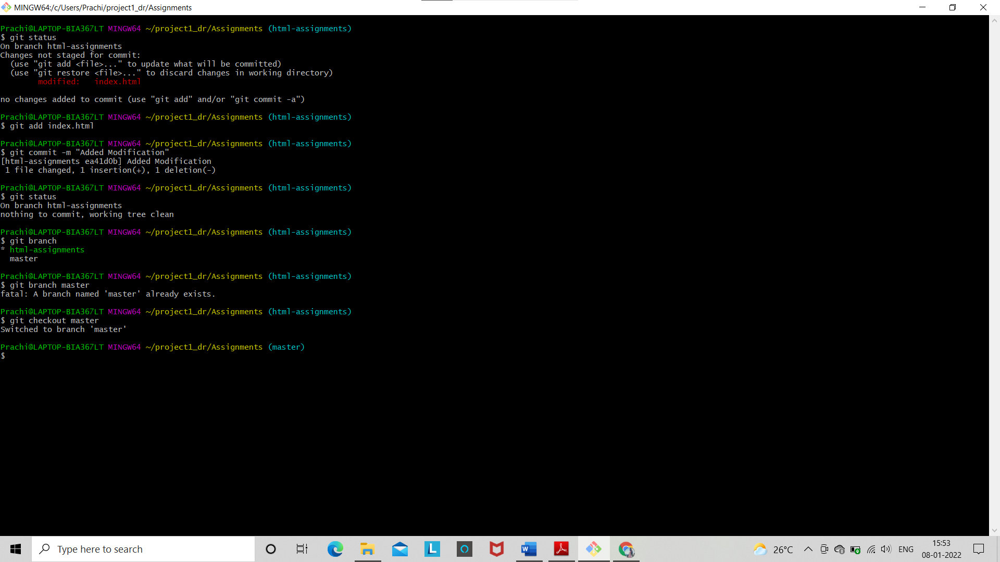 MINGW64:/c/Users/Prachi/project1_dr/Assignments
Prachi@LAPTOP-BIA367LT MINGW64 ~/project1_dr/Assignments (html-assignments)
$ git status
On branch html-assignments
Changes not staged for commit:
  (use "git add <file>..." to update what will be committed)
  (use "git restore <file>..." to discard changes in working directory)
        modified:   index.html
no changes added to commit (use "git add" and/or "git commit -a")
Prachi@LAPTOP-BIA367LT MINGW64 ~/project1_dr/Assignments (html-assignments)
$ git add index.html
Prachi@LAPTOP-BIA367LT MINGW64 ~/project1_dr/Assignments (html-assignments)
$ git commit -m "Added Modification"
[html-assignments ea41d0b] Added Modification
 1 file changed, 1 insertion(+), 1 deletion(-)
Prachi@LAPTOP-BIA367LT MINGW64 ~/project1_dr/Assignments (html-assignments)
$ git status
On branch html-assignments
nothing to commit, working tree clean
Prachi@LAPTOP-BIA367LT MINGW64 ~/project1_dr/Assignments (html-assignments)
$ git branch
* html-assignments
  master
Prachi@LAPTOP-BIA367LT MINGW64 ~/project1_dr/Assignments (html-assignments)
$ git branch master
fatal: A branch named 'master' already exists.
Prachi@LAPTOP-BIA367LT MINGW64 ~/project1_dr/Assignments (html-assignments)
$ git checkout master
Switched to branch 'master'
Prachi@LAPTOP-BIA367LT MINGW64 ~/project1_dr/Assignments (master)
$
Type here to search
L
W
26°C
ENG
15:53
08-01-2022